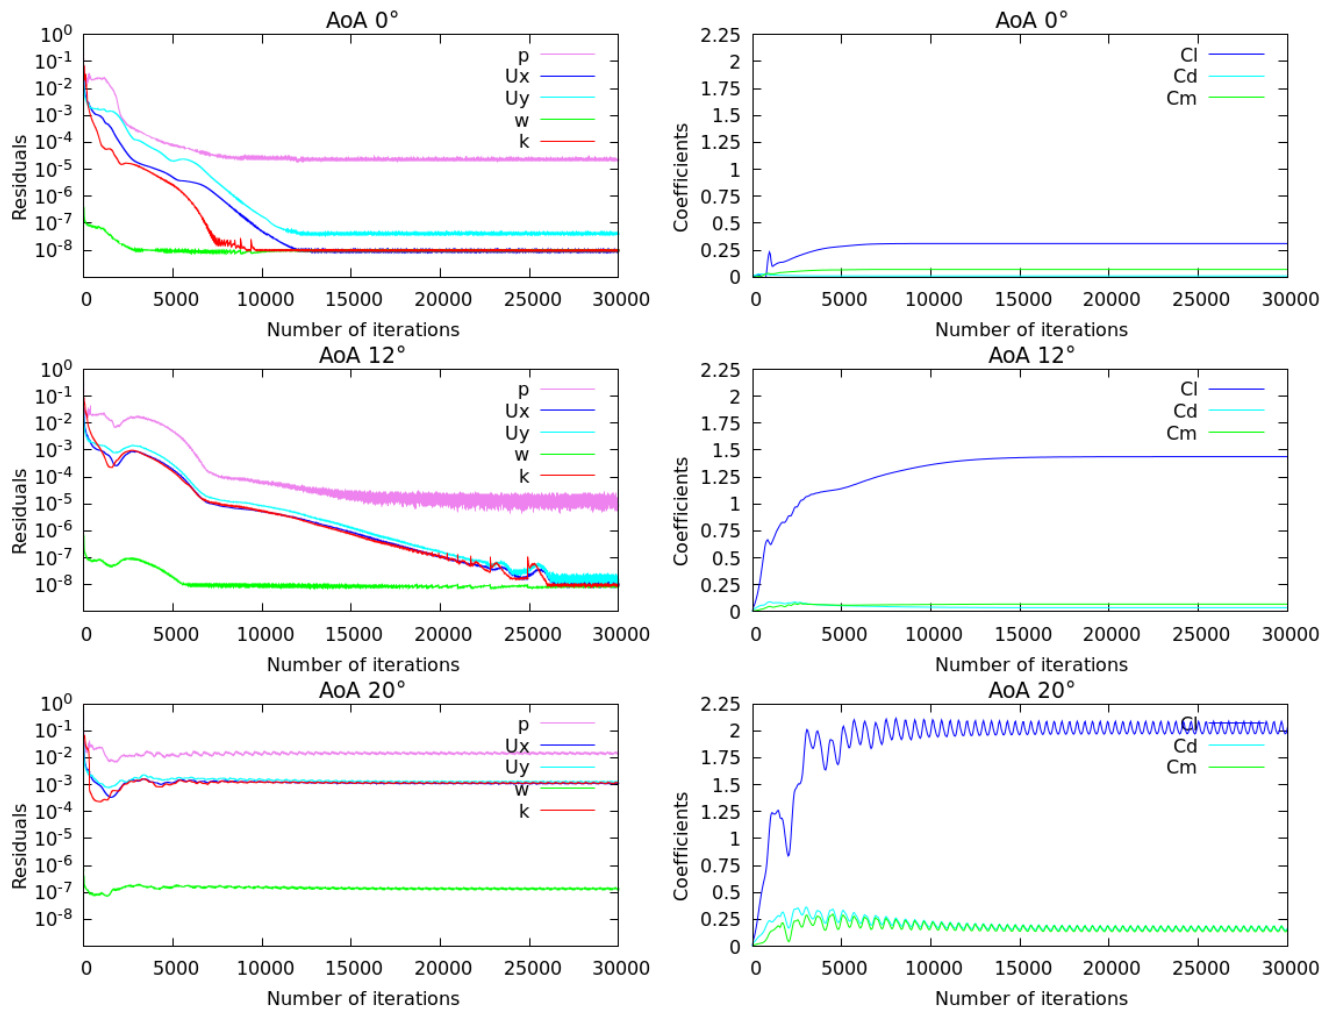 AoA 0°
10^0
10^-1
10^-2
10^-3
10^-4
10^-5
10^-6
10^-7
10^-8
Residuals
p
Ux
Uy
w
k
0 5000 10000 15000 20000 25000 30000
Number of iterations
AoA 0°
2.25
2
1.75
1.5
1.25
1
0.75
0.5
0.25
0
Coefficients
Cl
Cd
Cm
0 5000 10000 15000 20000 25000 30000
Number of iterations
AoA 12°
10^0
10^-1
10^-2
10^-3
10^-4
10^-5
10^-6
10^-7
10^-8
Residuals
p
Ux
Uy
w
k
0 5000 10000 15000 20000 25000 30000
Number of iterations
AoA 12°
2.25
2
1.75
1.5
1.25
1
0.75
0.5
0.25
0
Coefficients
Cl
Cd
Cm
0 5000 10000 15000 20000 25000 30000
Number of iterations
AoA 20°
10^0
10^-1
10^-2
10^-3
10^-4
10^-5
10^-6
10^-7
10^-8
Residuals
p
Ux
Uy
w
k
0 5000 10000 15000 20000 25000 30000
Number of iterations
AoA 20°
2.25
2
1.75
1.5
1.25
1
0.75
0.5
0.25
0
Coefficients
Cl
Cd
Cm
0 5000 10000 15000 20000 25000 30000
Number of iterations